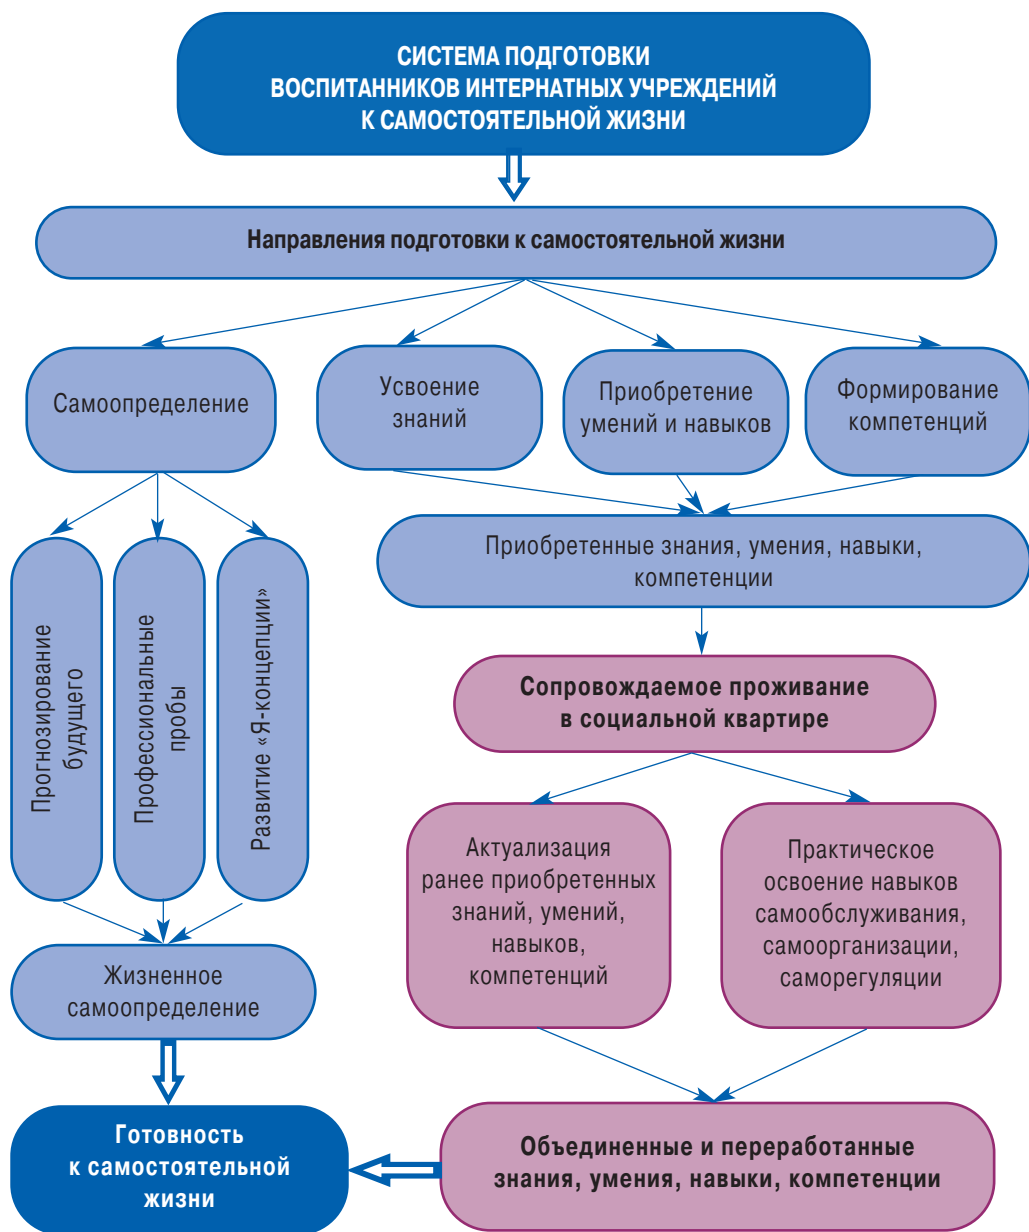 СИСТЕМА ПОДГОТОВКИ
ВОСПИТАННИКОВ ИНТЕРНАТНЫХ УЧРЕЖДЕНИЙ
К САМОСТОЯТЕЛЬНОЙ ЖИЗНИ
Направления подготовки к самостоятельной жизни
Самоопределение
Усвоение
знаний
Приобретение
умений и навыков
Формирование
компетенций
Прогнозирование
будущего
Профессиональные
пробы
Развитие «Я-концепции»
Приобретенные знания, умения, навыки,
компетенции
Сопровождаемое проживание
в социальной квартире
Актуализация
ранее приобретенных
знаний, умений,
навыков,
компетенций
Практическое
освоение навыков
самообслуживания,
самоорганизации,
саморегуляции
Жизненное
самоопределение
Готовность
к самостоятельной
жизни
Объединенные и переработанные
знания, умения, навыки, компетенции